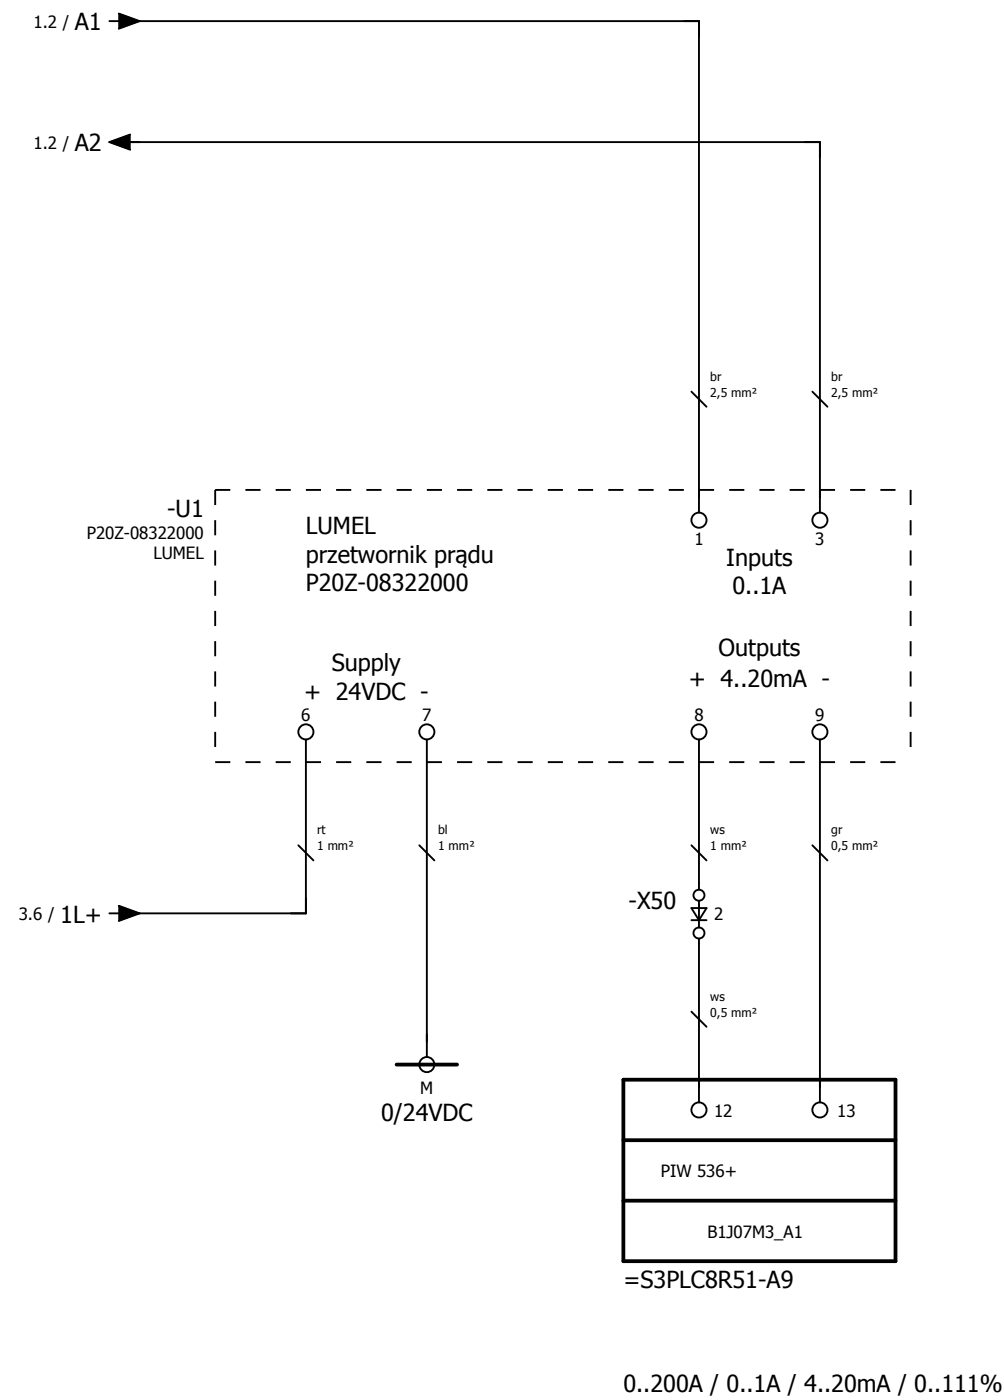 1.2 / A1
1.2 / A2
br
2,5 mm²
br
2,5 mm²
-U1
P20Z-08322000
LUMEL
LUMEL
przetwornik prądu
P20Z-08322000
1
3
Inputs
0..1A
Supply
+ 24VDC -
6
7
Outputs
+ 4..20mA -
8
9
rt
1 mm²
bl
1 mm²
ws
1 mm²
gr
0,5 mm²
-X50
2
3.6 / 1L+
ws
0,5 mm²
M
0/24VDC
12
13
PIW 536+
B1J07M3_A1
=S3PLC8R51-A9
0..200A / 0..1A / 4..20mA / 0..111%